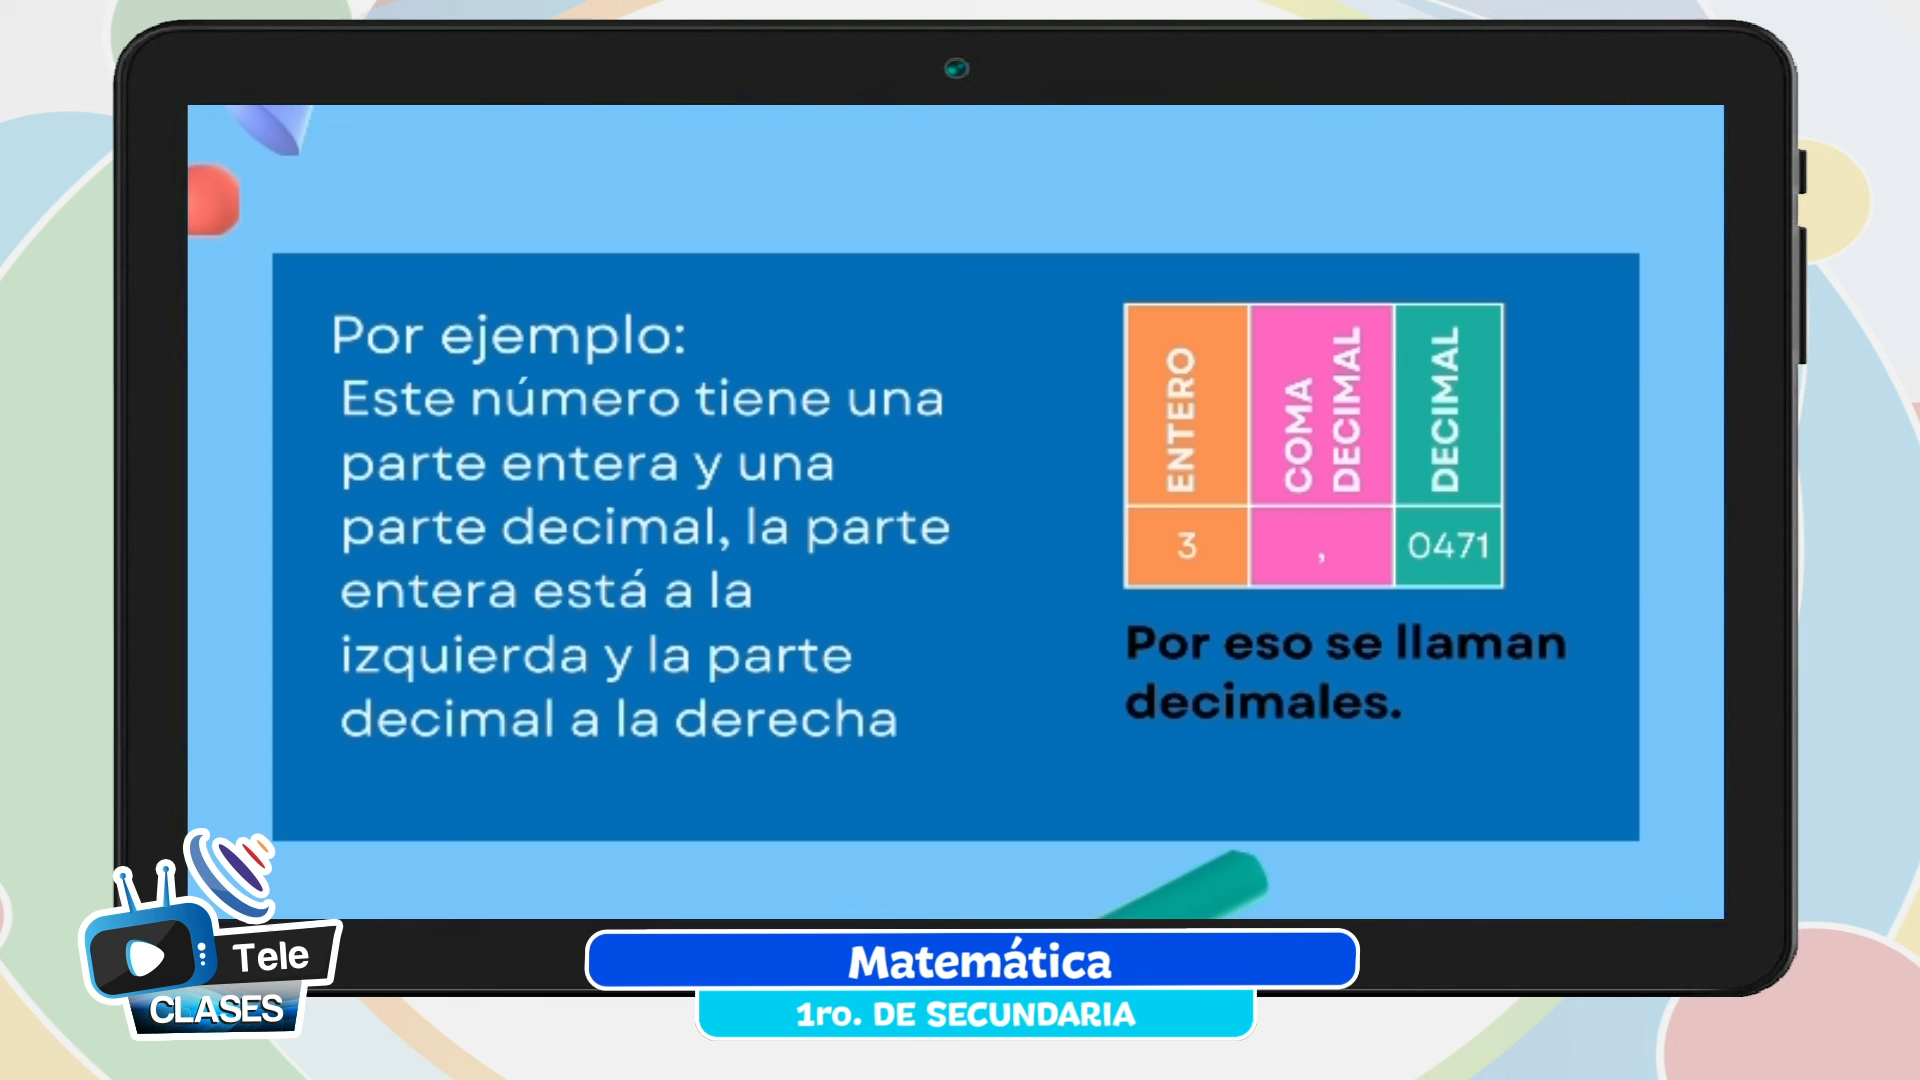 Por ejemplo:
Este número tiene una
parte entera y una
parte decimal, la parte
entera está a la
izquierda y la parte
decimal a la derecha
ENTERO
COMA
DECIMAL
DECIMAL
3
,
0471
Por eso se llaman
decimales.
Tele
CLASES
Matemática
1ro. DE SECUNDARIA